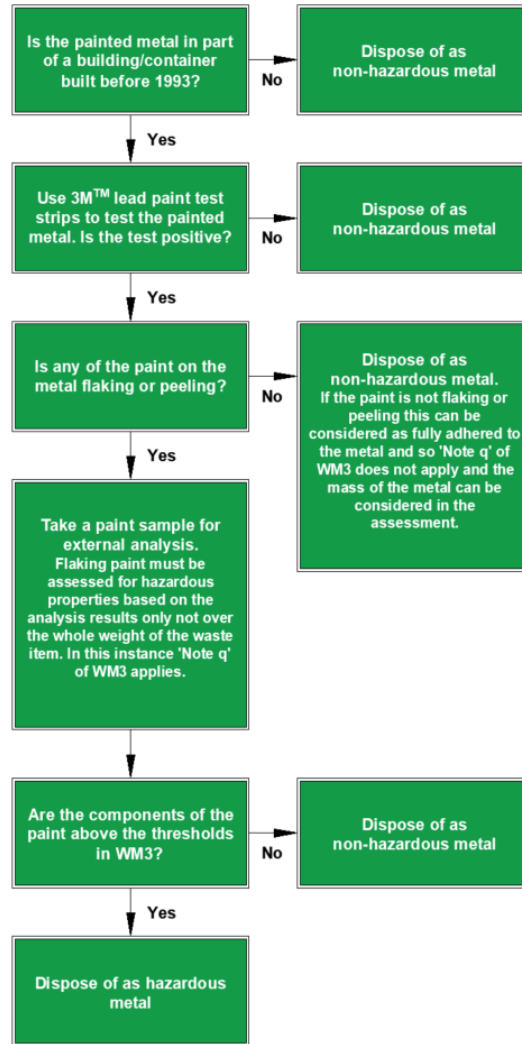 Is the painted metal in part
of a building/container
built before 1993?
No
Dispose of as
non-hazardous metal
Yes
Use 3M™ lead paint test
strips to test the painted
metal. Is the test positive?
No
Dispose of as
non-hazardous metal
Yes
Is any of the paint on the
metal flaking or peeling?
No
Dispose of as
non-hazardous metal.
If the paint is not flaking or
peeling this can be
considered as fully adhered to
the metal and so 'Note q' of
WM3 does not apply and the
mass of the metal can be
considered in the
assessment.
Yes
Take a paint sample for
external analysis.
Flaking paint must be
assessed for hazardous
properties based on the
analysis results only not over
the whole weight of the waste
item. In this instance 'Note q'
of WM3 applies.
Are the components of the
paint above the thresholds
in WM3?
No
Dispose of as
non-hazardous metal
Yes
Dispose of as hazardous
metal